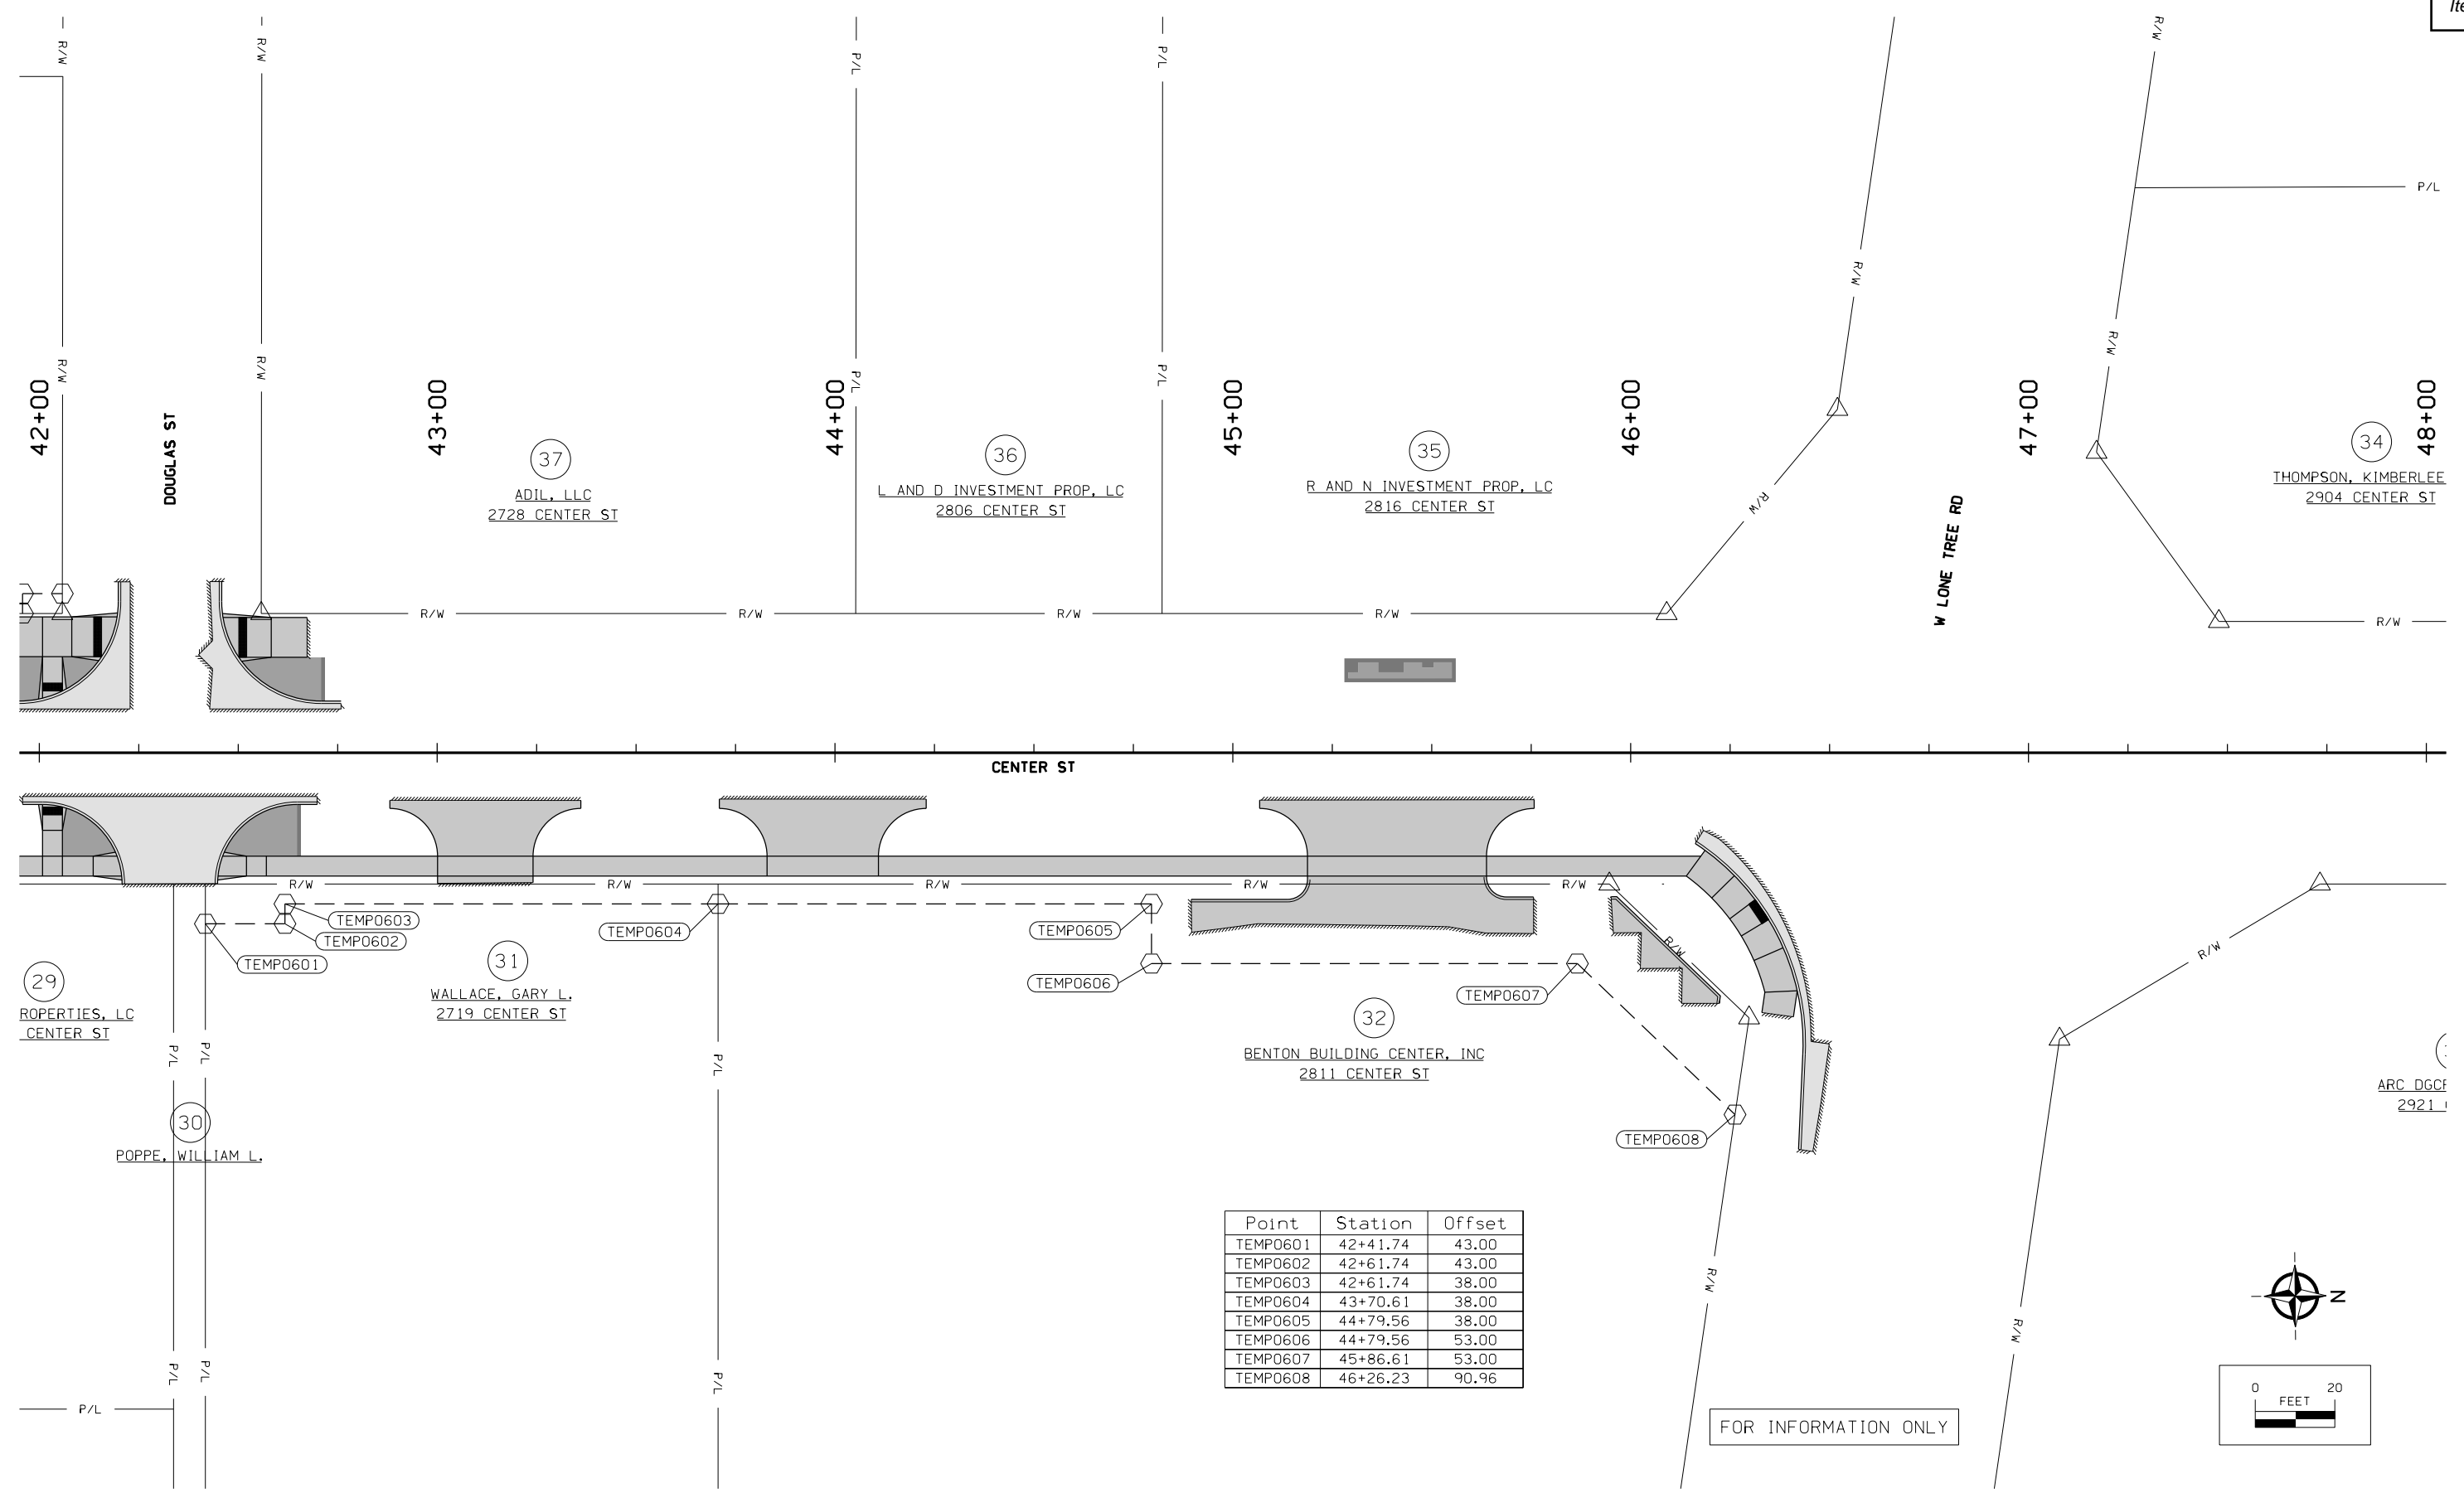 Ite
R/W
R/W
P/L
P/L
R/W
P/L
R/W
R/W
R/W
R/W
P/L
P/L
42+00
DOUGLAS ST
43+00
44+00
45+00
46+00
47+00
48+00
37
ADIL, LLC
2728 CENTER ST
36
L AND D INVESTMENT PROP, LC
2806 CENTER ST
35
R AND N INVESTMENT PROP, LC
2816 CENTER ST
34
THOMPSON, KIMBERLEE
2904 CENTER ST
R/W
W LONE TREE RD
R/W
R/W
R/W
R/W
R/W
CENTER ST
R/W
R/W
R/W
R/W
R/W
TEMP0603
TEMP0602
TEMP0601
TEMP0604
TEMP0605
TEMP0606
TEMP0607
TEMP0608
R/W
R/W
29
ROPERTIES, LC
CENTER ST
31
WALLACE, GARY L.
2719 CENTER ST
32
BENTON BUILDING CENTER, INC
2811 CENTER ST
ARC DGCF
2921
P/L
P/L
P/L
30
POPPE, WILLIAM L.
Point Station Offset
TEMP0601 42+41.74 43.00
TEMP0602 42+61.74 43.00
TEMP0603 42+61.74 38.00
TEMP0604 43+70.61 38.00
TEMP0605 44+79.56 38.00
TEMP0606 44+79.56 53.00
TEMP0607 45+86.61 53.00
TEMP0608 46+26.23 90.96
R/W
R/W
N
P/L
P/L
P/L
P/L
FOR INFORMATION ONLY
0 20
FEET